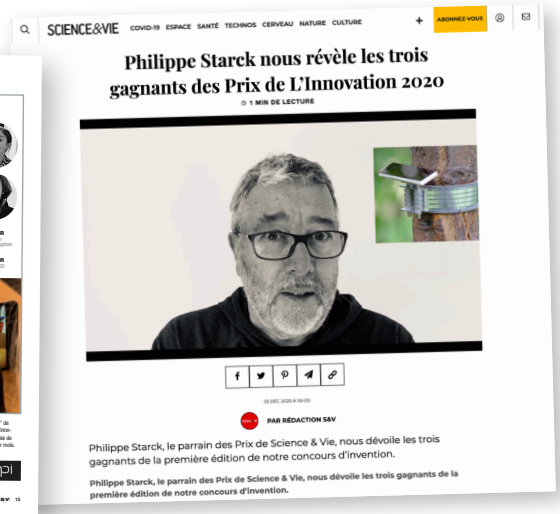 SCIENCE&VIE COVID-19 ESPACE SANTÉ TECHNOS CERVEAU NATURE CULTURE + ABONNEZ-VOUS
Philippe Starck nous révèle les trois
gagnants des Prix de L'Innovation 2020
1 MIN DE LECTURE
PAR RÉDACTION S&V
Philippe Starck, le parrain des Prix de Science & Vie, nous dévoile les trois
gagnants de la première édition de notre concours d'invention.
Philippe Starck, le parrain des Prix de Science & Vie, nous dévoile les trois gagnants de la
première édition de notre concours d'invention.